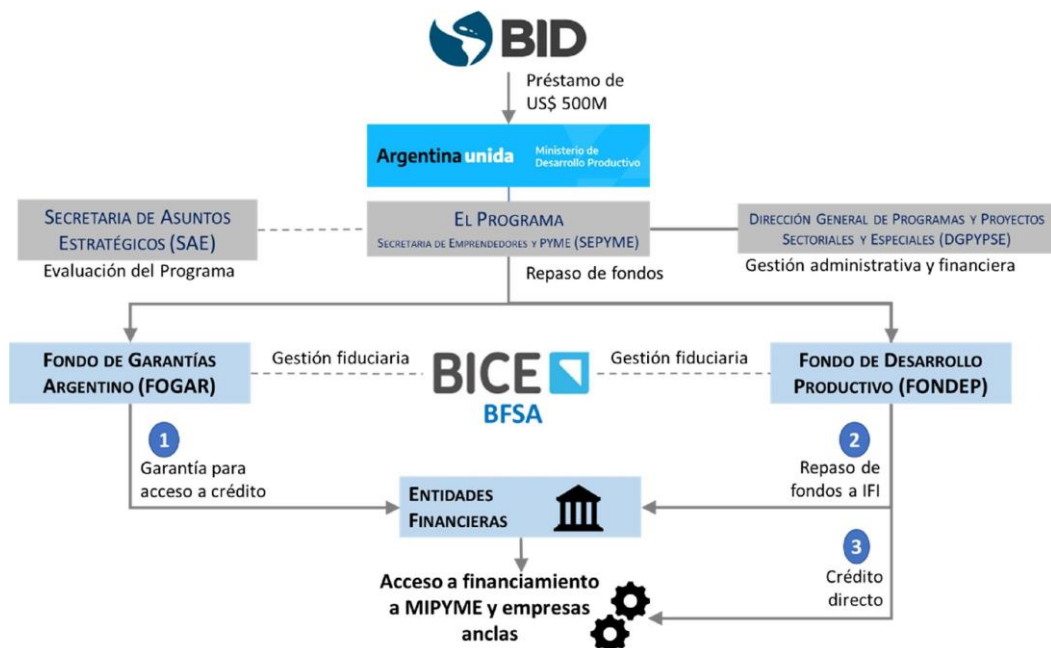 BID
Préstamo de
US$ 500M
Argentina unida
Ministerio de
Desarrollo Productivo
SECRETARIA DE ASUNTOS
ESTRATÉGICOS (SAE)
Evaluación del Programa
EL PROGRAMA
SECRETARIA DE EMPRENDEDORES Y PYME (SEPYME)
Repaso de fondos
DIRECCIÓN GENERAL DE PROGRAMAS Y PROYECTOS
SECTORIALES Y ESPECIALES (DGPYPSE)
Gestión administrativa y financiera
FONDO DE GARANTÍAS
ARGENTINO (FOGAR)
Gestión fiduciaria
BICE
BFSA
Gestión fiduciaria
FONDO DE DESARROLLO
PRODUCTIVO (FONDEP)
1
Garantía para
acceso a crédito
2
Repaso de
fondos a IFI
ENTIDADES
FINANCIERAS
3
Crédito
directo
Acceso a financiamiento
a MIPYME y empresas
anclas